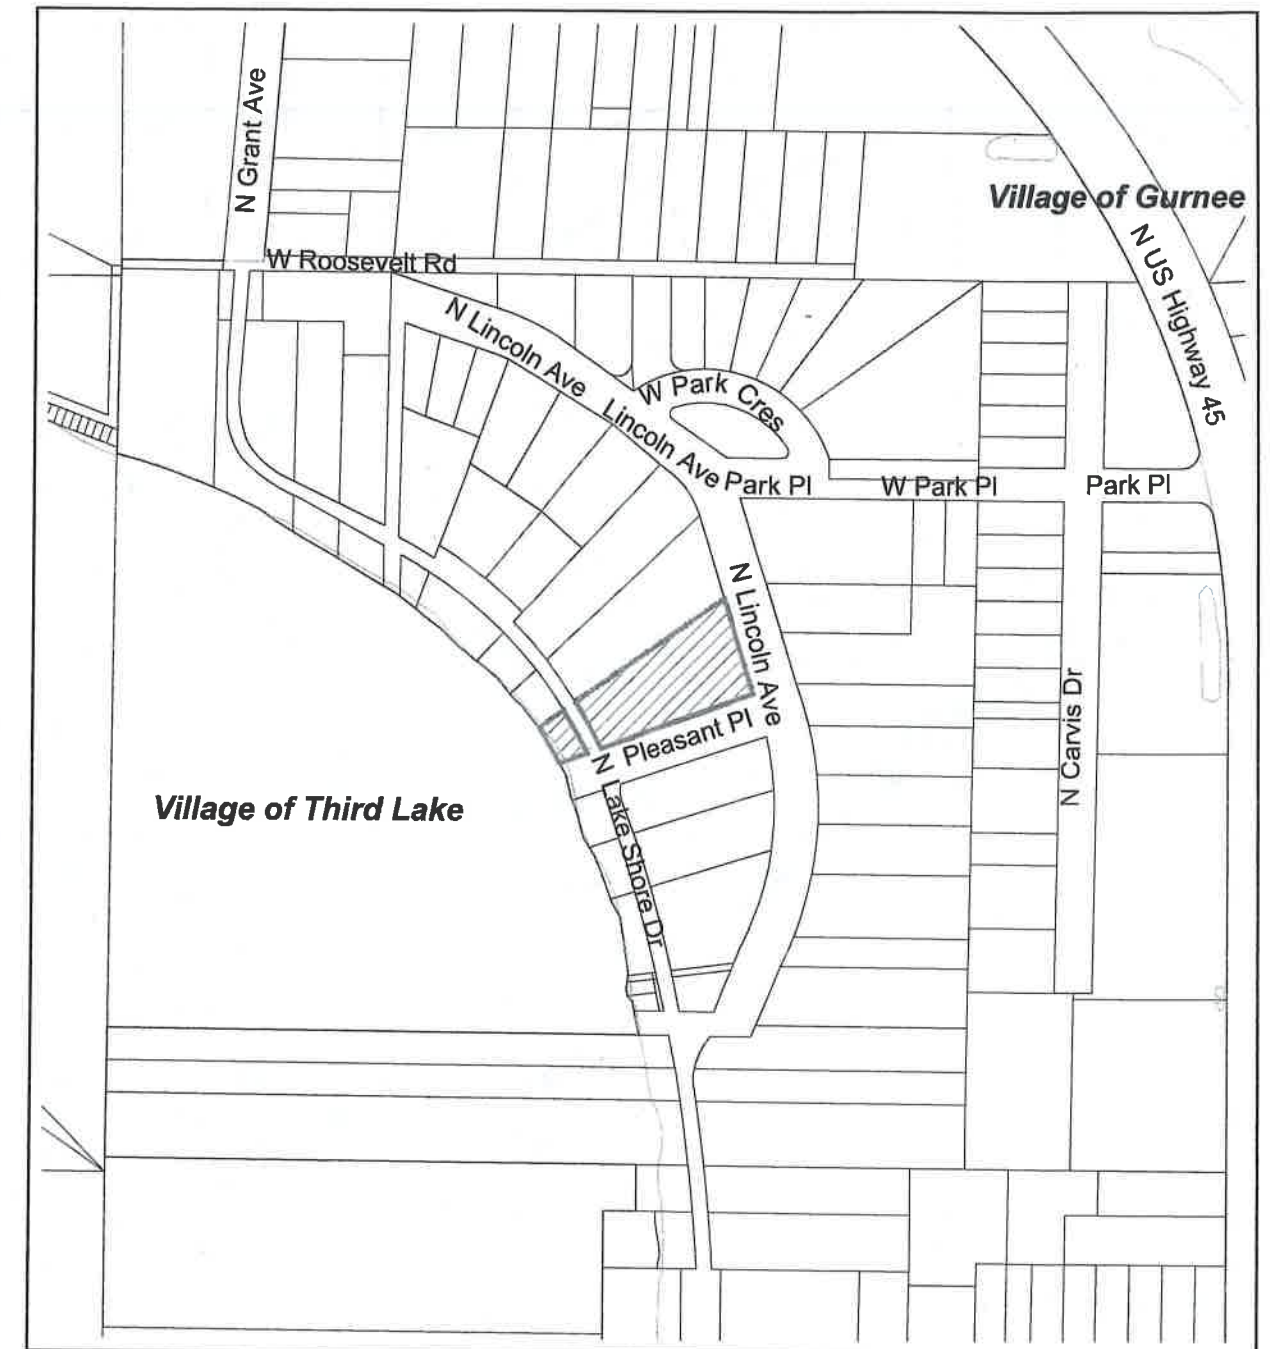 N Grant Ave
Village of Gurnee
W Roosevelt Rd
N US Highway 45
N Lincoln Ave
W Park Cres
Lincoln Ave
Park Pl
W Park Pl
Park Pl
N Lincoln Ave
N Carvis Dr
Pleasant Pl
N Lake Shore Dr
Village of Third Lake